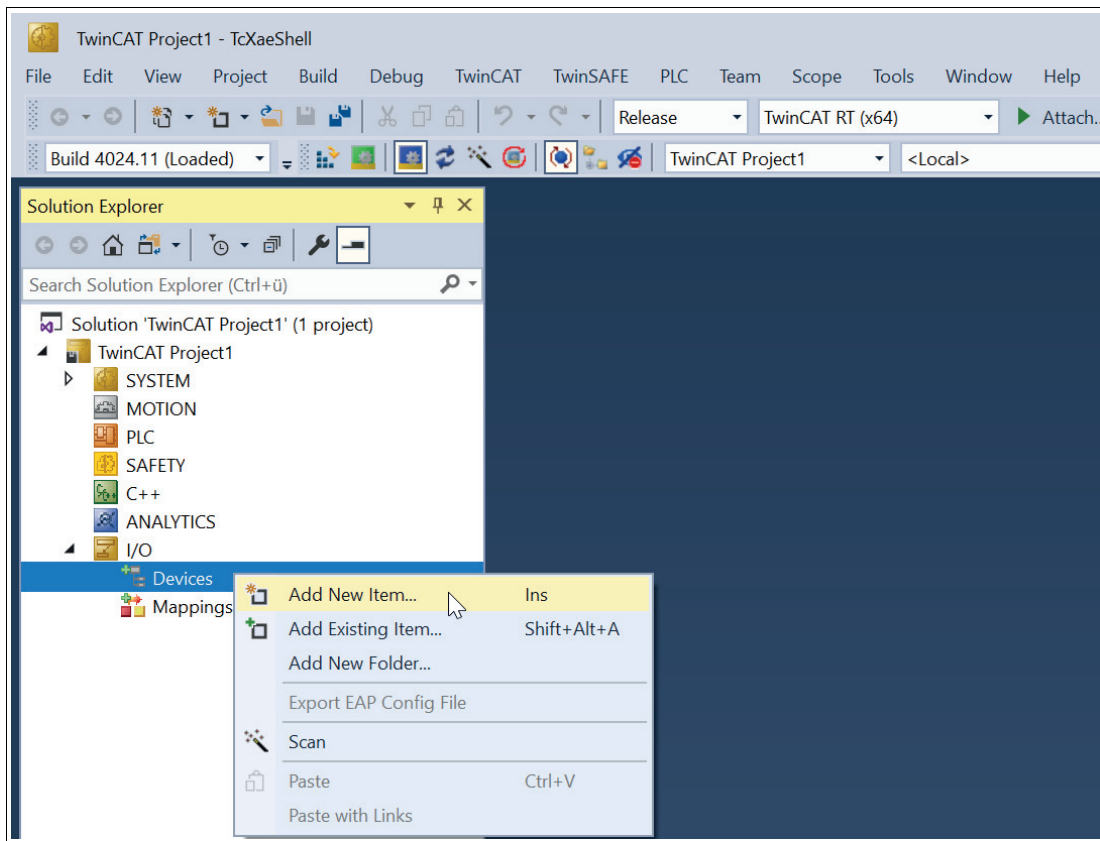 TwinCAT Project1 - TcXaeShell
File Edit View Project Build Debug TwinCAT TwinSAFE PLC Team Scope Tools Window Help
Release TwinCAT RT (x64) Attach..
Build 4024.11 (Loaded) TwinCAT Project1 <Local>
Solution Explorer
Search Solution Explorer (Ctrl+ü)
Solution 'TwinCAT Project1' (1 project)
TwinCAT Project1
SYSTEM
MOTION
PLC
SAFETY
C++
ANALYTICS
I/O
Devices
Mappings
Add New Item... Ins
Add Existing Item... Shift+Alt+A
Add New Folder...
Export EAP Config File
Scan
Paste Ctrl+V
Paste with Links